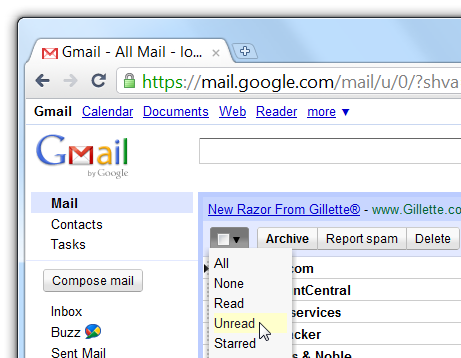 Gmail - All Mail - lo...
https://mail.google.com/mail/u/0/?shva
Gmail Calendar Documents Web Reader more ▼
Gmail
by Google
Mail
Contacts
Tasks
Compose mail
Inbox
Buzz
Sent Mail
New Razor From Gillette® - www.Gillette.co
Archive Report spam Delete
All
None
Read
Unread
Starred
.com
ntCentral
services
cker
& Noble